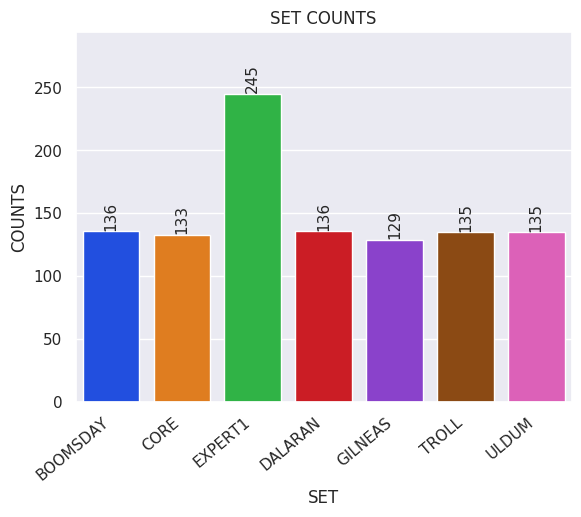 SET COUNTS
COUNTS
250
200
150
100
50
0
136
133
245
136
129
135
135
BOOMSDAY
CORE
EXPERT1
DALARAN
GILNEAS
TROLL
ULDUM
SET